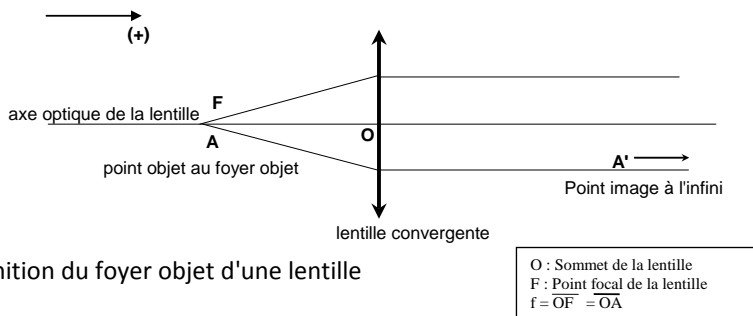 (+)
F
axe optique de la lentille
A
O
point objet au foyer objet
A'
Point image à l'infini
lentille convergente
nition du foyer objet d'une lentille
O : Sommet de la lentille
F : Point focal de la lentille
f = OF = OA